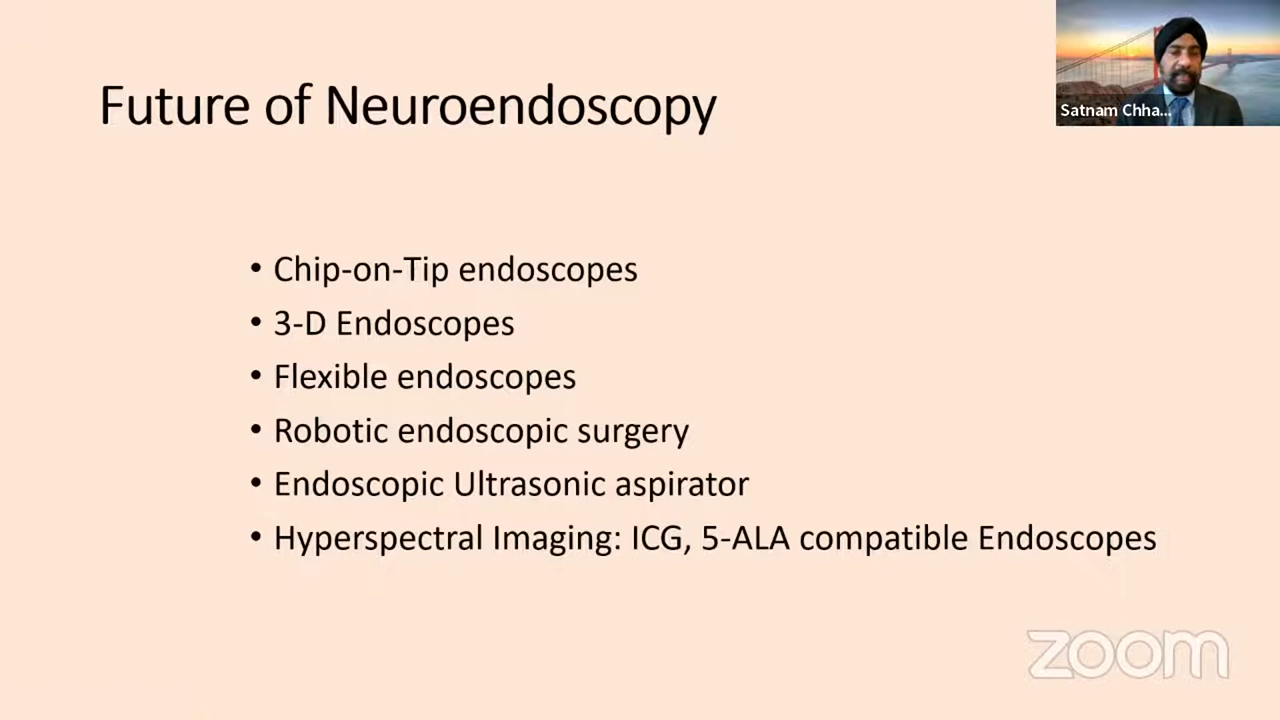 Future of Neuroendoscopy
Satnam Chha...
• Chip-on-Tip endoscopes
• 3-D Endoscopes
• Flexible endoscopes
• Robotic endoscopic surgery
• Endoscopic Ultrasonic aspirator
• Hyperspectral Imaging: ICG, 5-ALA compatible Endoscopes
zoom